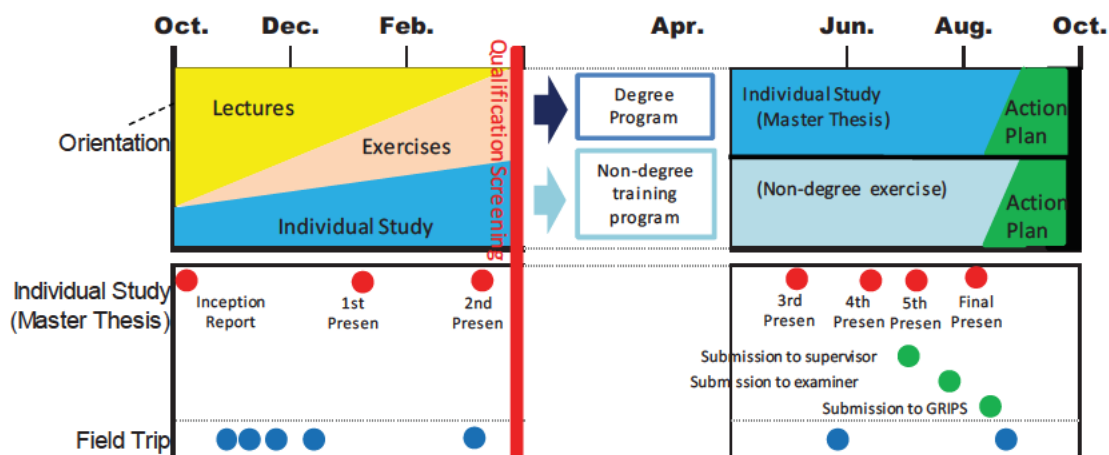 Oct.
Dec.
Feb.
Apr.
Jun.
Aug.
Oct.
Qualification Screening
Orientation
Lectures
Exercises
Individual Study
Degree
Program
Non-degree
training
program
Individual Study
(Master Thesis)
Action
Plan
(Non-degree exercise)
Action
Plan
Individual Study
(Master Thesis)
Inception
Report
1st
Presen
2nd
Presen
3rd
Presen
4th
Presen
5th
Presen
Final
Presen
Submission to supervisor
Submission to examiner
Submission to GRIPS
Field Trip